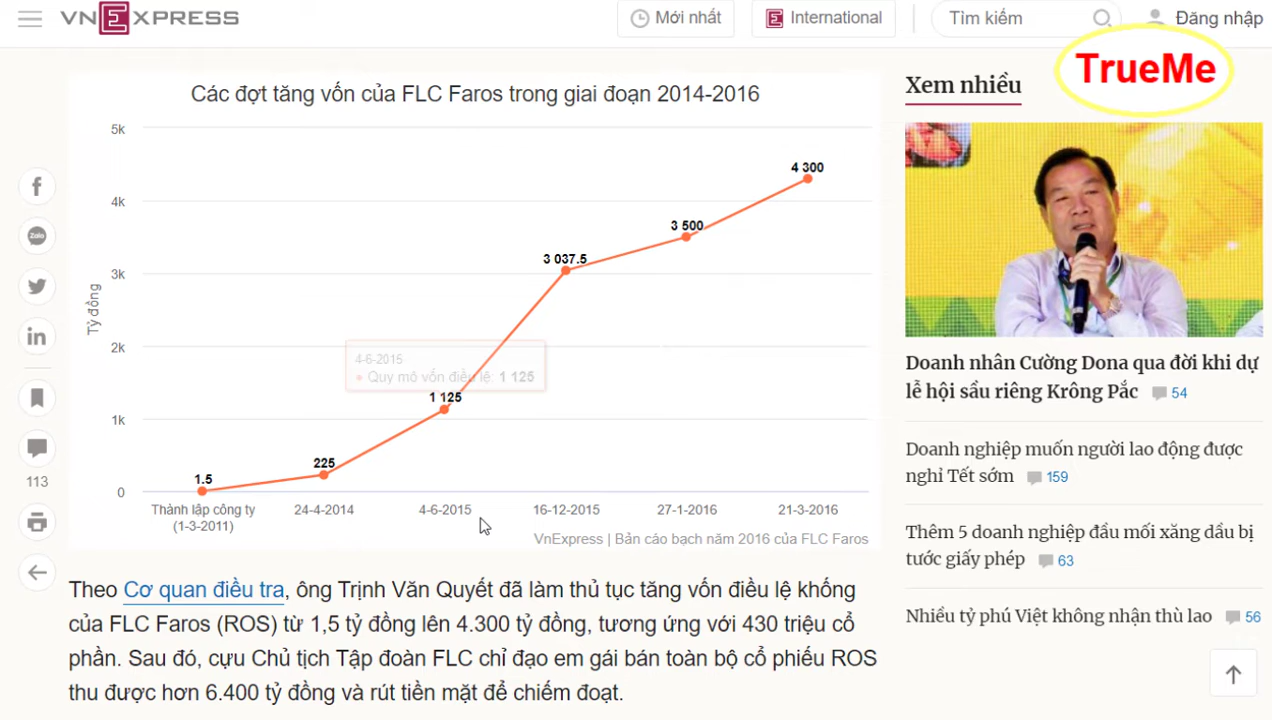 VNEXPRESS
Mới nhất
International
Tìm kiếm
Đăng nhập
TrueMe
Các đợt tăng vốn của FLC Faros trong giai đoạn 2014-2016
Tỷ đồng
5k
4k
3k
2k
1k
0
1.5
225
1 125
3 037.5
3 500
4 300
4-6-2015
Quy mô vốn điều lệ: 1 125
Thành lập công ty
(1-3-2011)
24-4-2014
4-6-2015
16-12-2015
27-1-2016
21-3-2016
VnExpress | Bản cáo bạch năm 2016 của FLC Faros
Zalo
113
Theo Cơ quan điều tra, ông Trịnh Văn Quyết đã làm thủ tục tăng vốn điều lệ khống
của FLC Faros (ROS) từ 1,5 tỷ đồng lên 4.300 tỷ đồng, tương ứng với 430 triệu cổ
phần. Sau đó, cựu Chủ tịch Tập đoàn FLC chỉ đạo em gái bán toàn bộ cổ phiếu ROS
thu được hơn 6.400 tỷ đồng và rút tiền mặt để chiếm đoạt.
Xem nhiều
Doanh nhân Cường Dona qua đời khi dự
lễ hội sầu riêng Krông Pắc 54
Doanh nghiệp muốn người lao động được
nghỉ Tết sớm 159
Thêm 5 doanh nghiệp đầu mối xăng dầu bị
tước giấy phép 63
Nhiều tỷ phú Việt không nhận thù lao 56